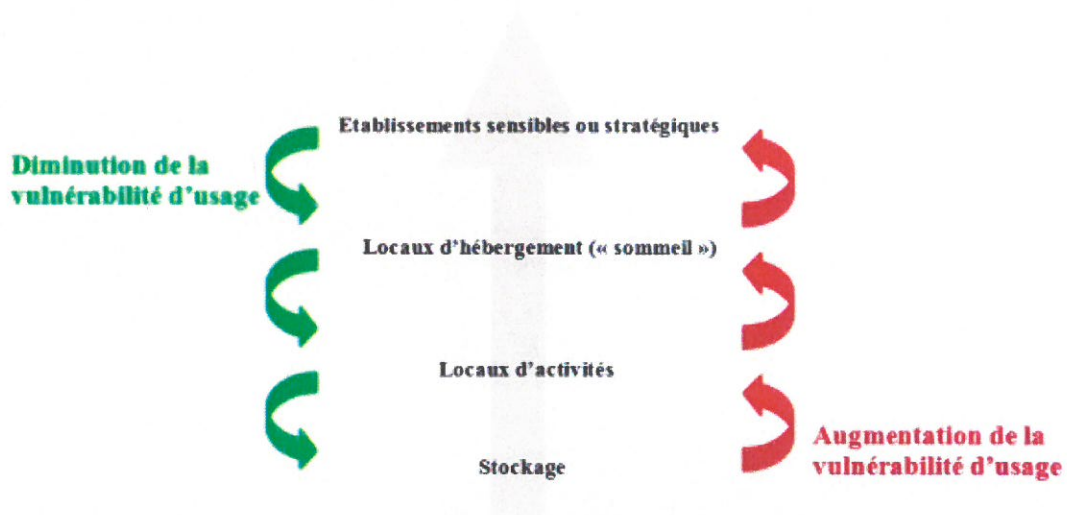 Etablissements sensibles ou stratégiques
Diminution de la
vulnérabilité d'usage
Locaux d'hébergement (« sommeil »)
Locaux d'activités
Augmentation de la
vulnérabilité d'usage
Stockage